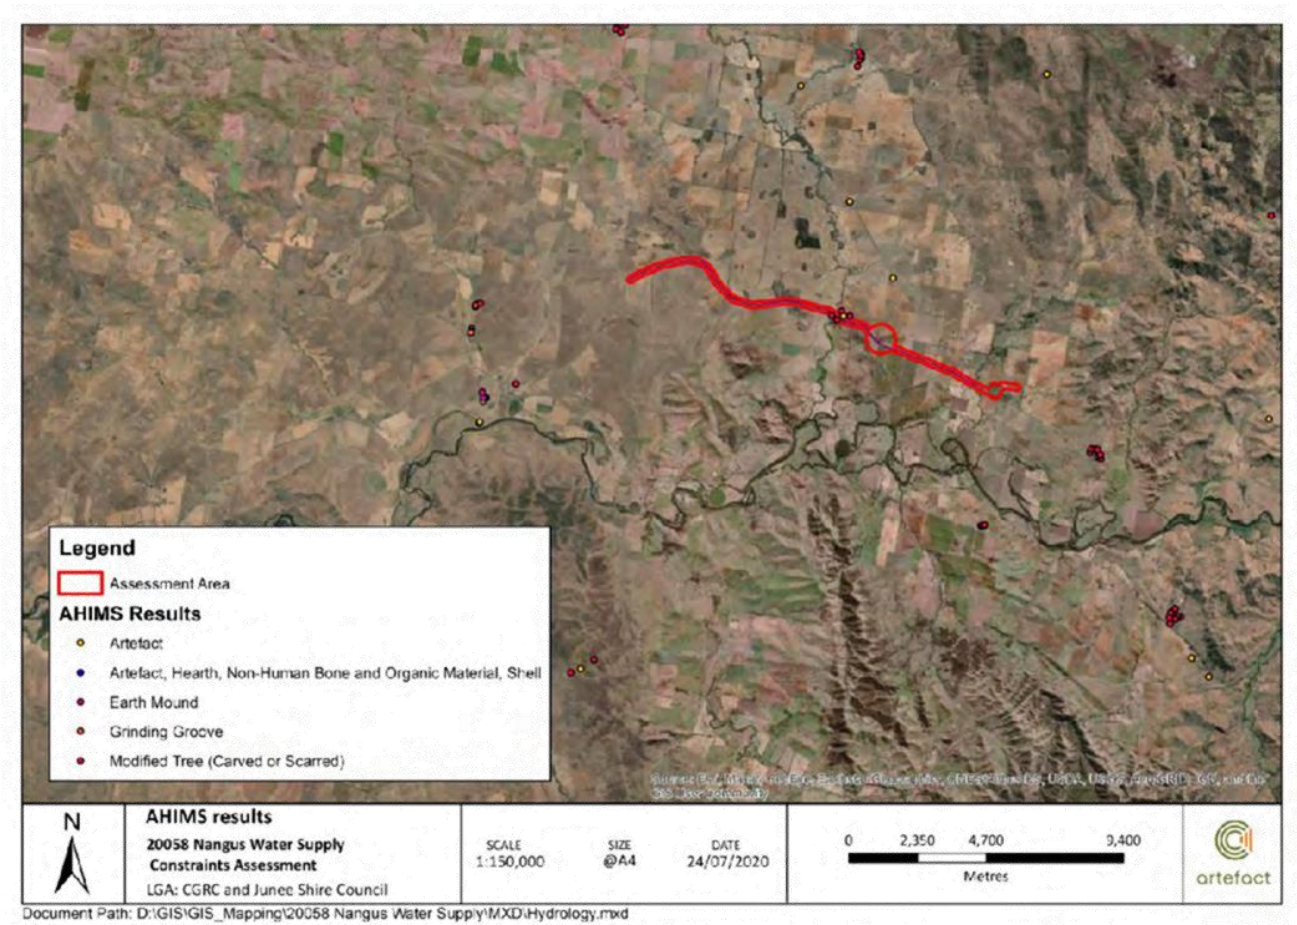 Legend
Assessment Area
AHIMS Results
Artefact
Artefact, Hearth, Non-Human Bone and Organic Material, Shell
Earth Mound
Grinding Groove
Modified Tree (Carved or Scarred)
GIS User Community
N
AHIMS results
20058 Nangus Water Supply
Constraints Assessment
LGA: CGRC and Junee Shire Council
SCALE
1:150,000
SIZE
@A4
DATE
24/07/2020
0 2,350 4,700 9,400
Metres
artefact
Document Path: D:\GIS\GIS_Mapping\20058 Nangus Water Supply\MXD\Hydrology.mxd